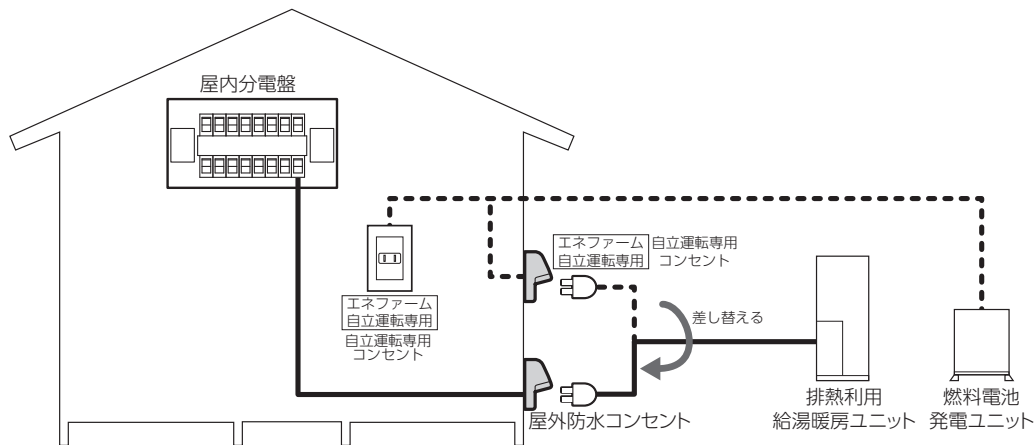 屋内分電盤
エネファーム
自立運転専用
自立運転専用
コンセント
エネファーム
自立運転専用
自立運転専用
コンセント
差し替える
屋外防水コンセント
排熱利用
給湯暖房ユニット
燃料電池
発電ユニット